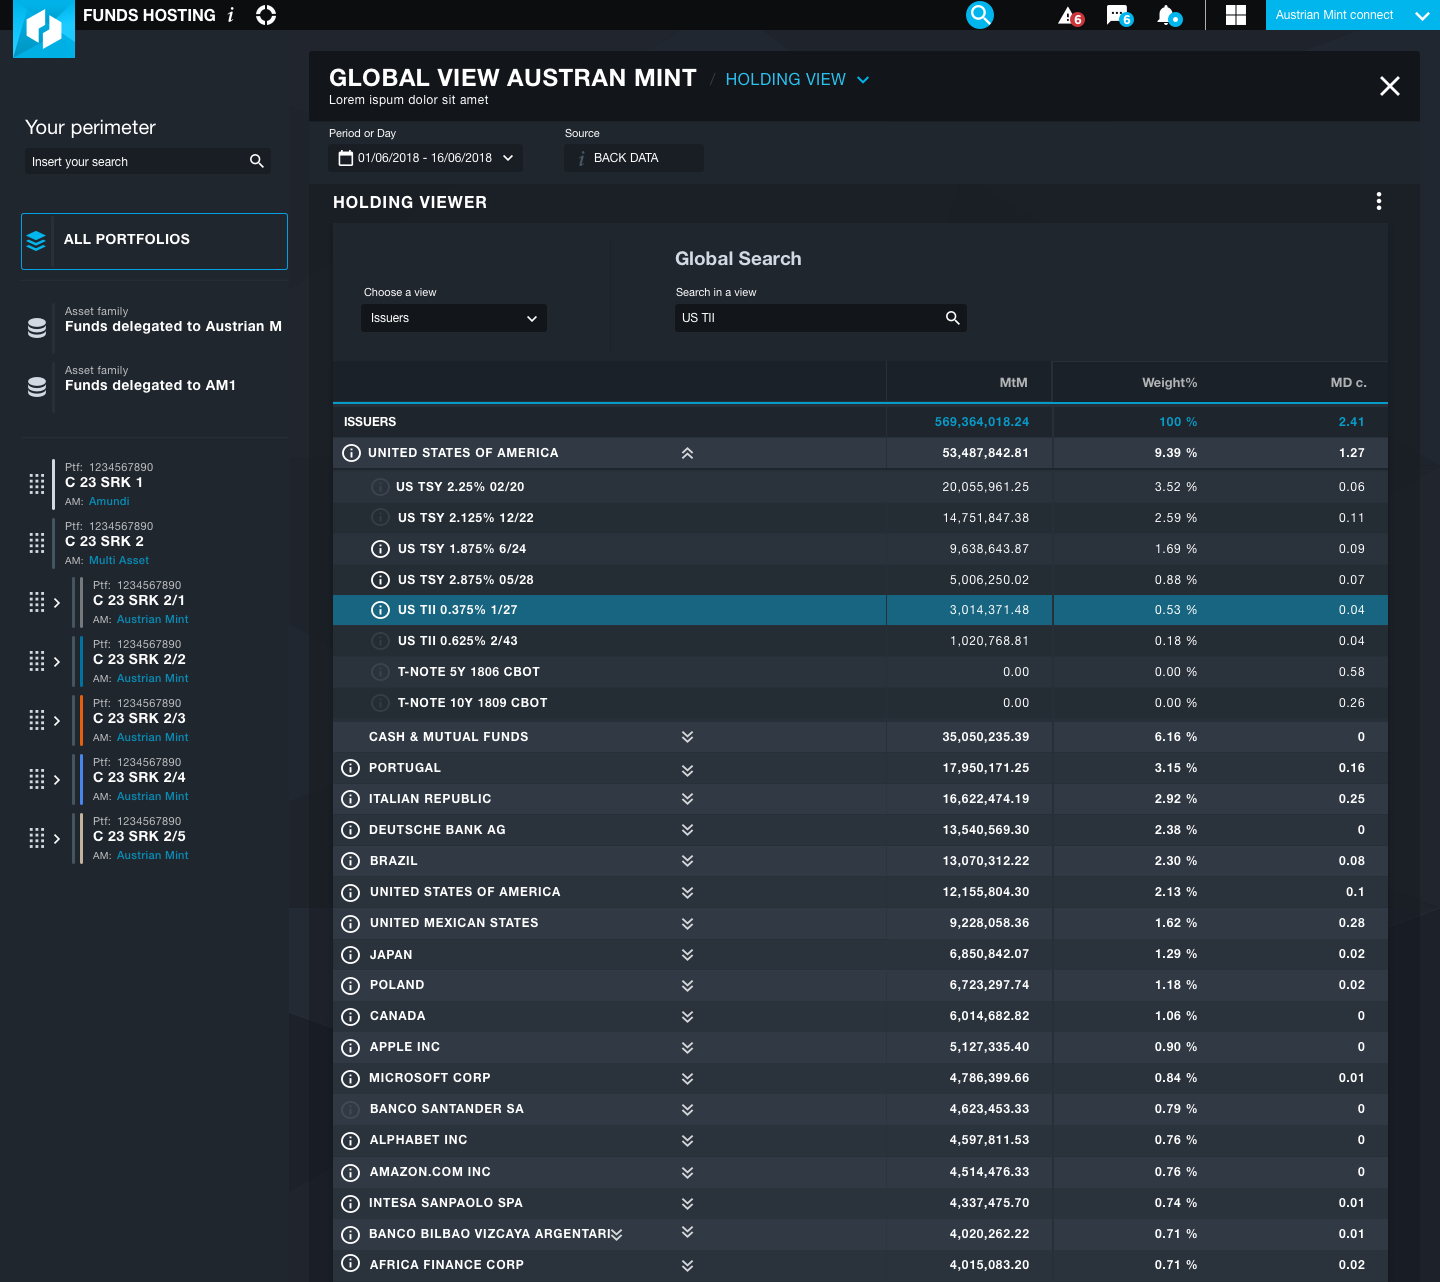 FUNDS HOSTING i
6
6
Austrian Mint connect
GLOBAL VIEW AUSTRAN MINT / HOLDING VIEW
Lorem ispum dolor sit amet
Your perimeter
Insert your search
ALL PORTFOLIOS
Asset family
Funds delegated to Austrian M
Asset family
Funds delegated to AM1
Ptf: 1234567890
C 23 SRK 1
AM: Amundi
Ptf: 1234567890
C 23 SRK 2
AM: Multi Asset
Ptf: 1234567890
C 23 SRK 2/1
AM: Austrian Mint
Ptf: 1234567890
C 23 SRK 2/2
AM: Austrian Mint
Ptf: 1234567890
C 23 SRK 2/3
AM: Austrian Mint
Ptf: 1234567890
C 23 SRK 2/4
AM: Austrian Mint
Ptf: 1234567890
C 23 SRK 2/5
AM: Austrian Mint
Period or Day
01/06/2018 - 16/06/2018
Source
i BACK DATA
HOLDING VIEWER
Choose a view
Issuers
Global Search
Search in a view
US TII
MtM Weight% MD c.
ISSUERS 569,364,018.24 100 % 2.41
UNITED STATES OF AMERICA 53,487,842.81 9.39 % 1.27
US TSY 2.25% 02/20 20,055,961.25 3.52 % 0.06
US TSY 2.125% 12/22 14,751,847.38 2.59 % 0.11
US TSY 1.875% 6/24 9,638,643.87 1.69 % 0.09
US TSY 2.875% 05/28 5,006,250.02 0.88 % 0.07
US TII 0.375% 1/27 3,014,371.48 0.53 % 0.04
US TII 0.625% 2/43 1,020,768.81 0.18 % 0.04
T-NOTE 5Y 1806 CBOT 0.00 0.00 % 0.58
T-NOTE 10Y 1809 CBOT 0.00 0.00 % 0.26
CASH & MUTUAL FUNDS 35,050,235.39 6.16 % 0
PORTUGAL 17,950,171.25 3.15 % 0.16
ITALIAN REPUBLIC 16,622,474.19 2.92 % 0.25
DEUTSCHE BANK AG 13,540,569.30 2.38 % 0
BRAZIL 13,070,312.22 2.30 % 0.08
UNITED STATES OF AMERICA 12,155,804.30 2.13 % 0.1
UNITED MEXICAN STATES 9,228,058.36 1.62 % 0.28
JAPAN 6,850,842.07 1.29 % 0.02
POLAND 6,723,297.74 1.18 % 0.02
CANADA 6,014,682.82 1.06 % 0
APPLE INC 5,127,335.40 0.90 % 0
MICROSOFT CORP 4,786,399.66 0.84 % 0.01
BANCO SANTANDER SA 4,623,453.33 0.79 % 0
ALPHABET INC 4,597,811.53 0.76 % 0
AMAZON.COM INC 4,514,476.33 0.76 % 0
INTESA SANPAOLO SPA 4,337,475.70 0.74 % 0.01
BANCO BILBAO VIZCAYA ARGENTARI 4,020,262.22 0.71 % 0.01
AFRICA FINANCE CORP 4,015,083.20 0.71 % 0.02